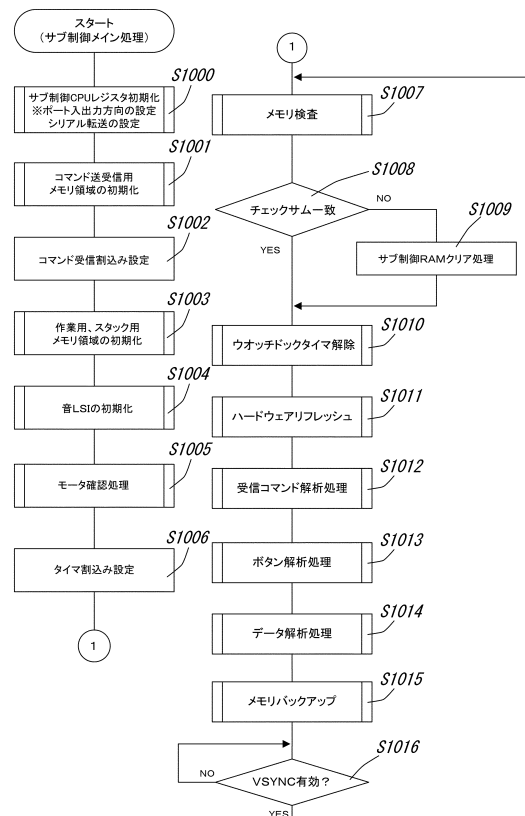 スタート
(サブ制御メイン処理)
S1000
サブ制御CPUレジスタ初期化
※ポート入出力方向の設定
シリアル転送の設定
S1001
コマンド送受信用
メモリ領域の初期化
S1002
コマンド受信割込み設定
S1003
作業用、スタック用
メモリ領域の初期化
S1004
音LSIの初期化
S1005
モータ確認処理
S1006
タイマ割込み設定
1
1
S1007
メモリ検査
S1008
チェックサム一致
NO
YES
S1009
サブ制御RAMクリア処理
S1010
ウオッチドックタイマ解除
S1011
ハードウェアリフレッシュ
S1012
受信コマンド解析処理
S1013
ボタン解析処理
S1014
データ解析処理
S1015
メモリバックアップ
S1016
VSYNC有効？
NO
YES